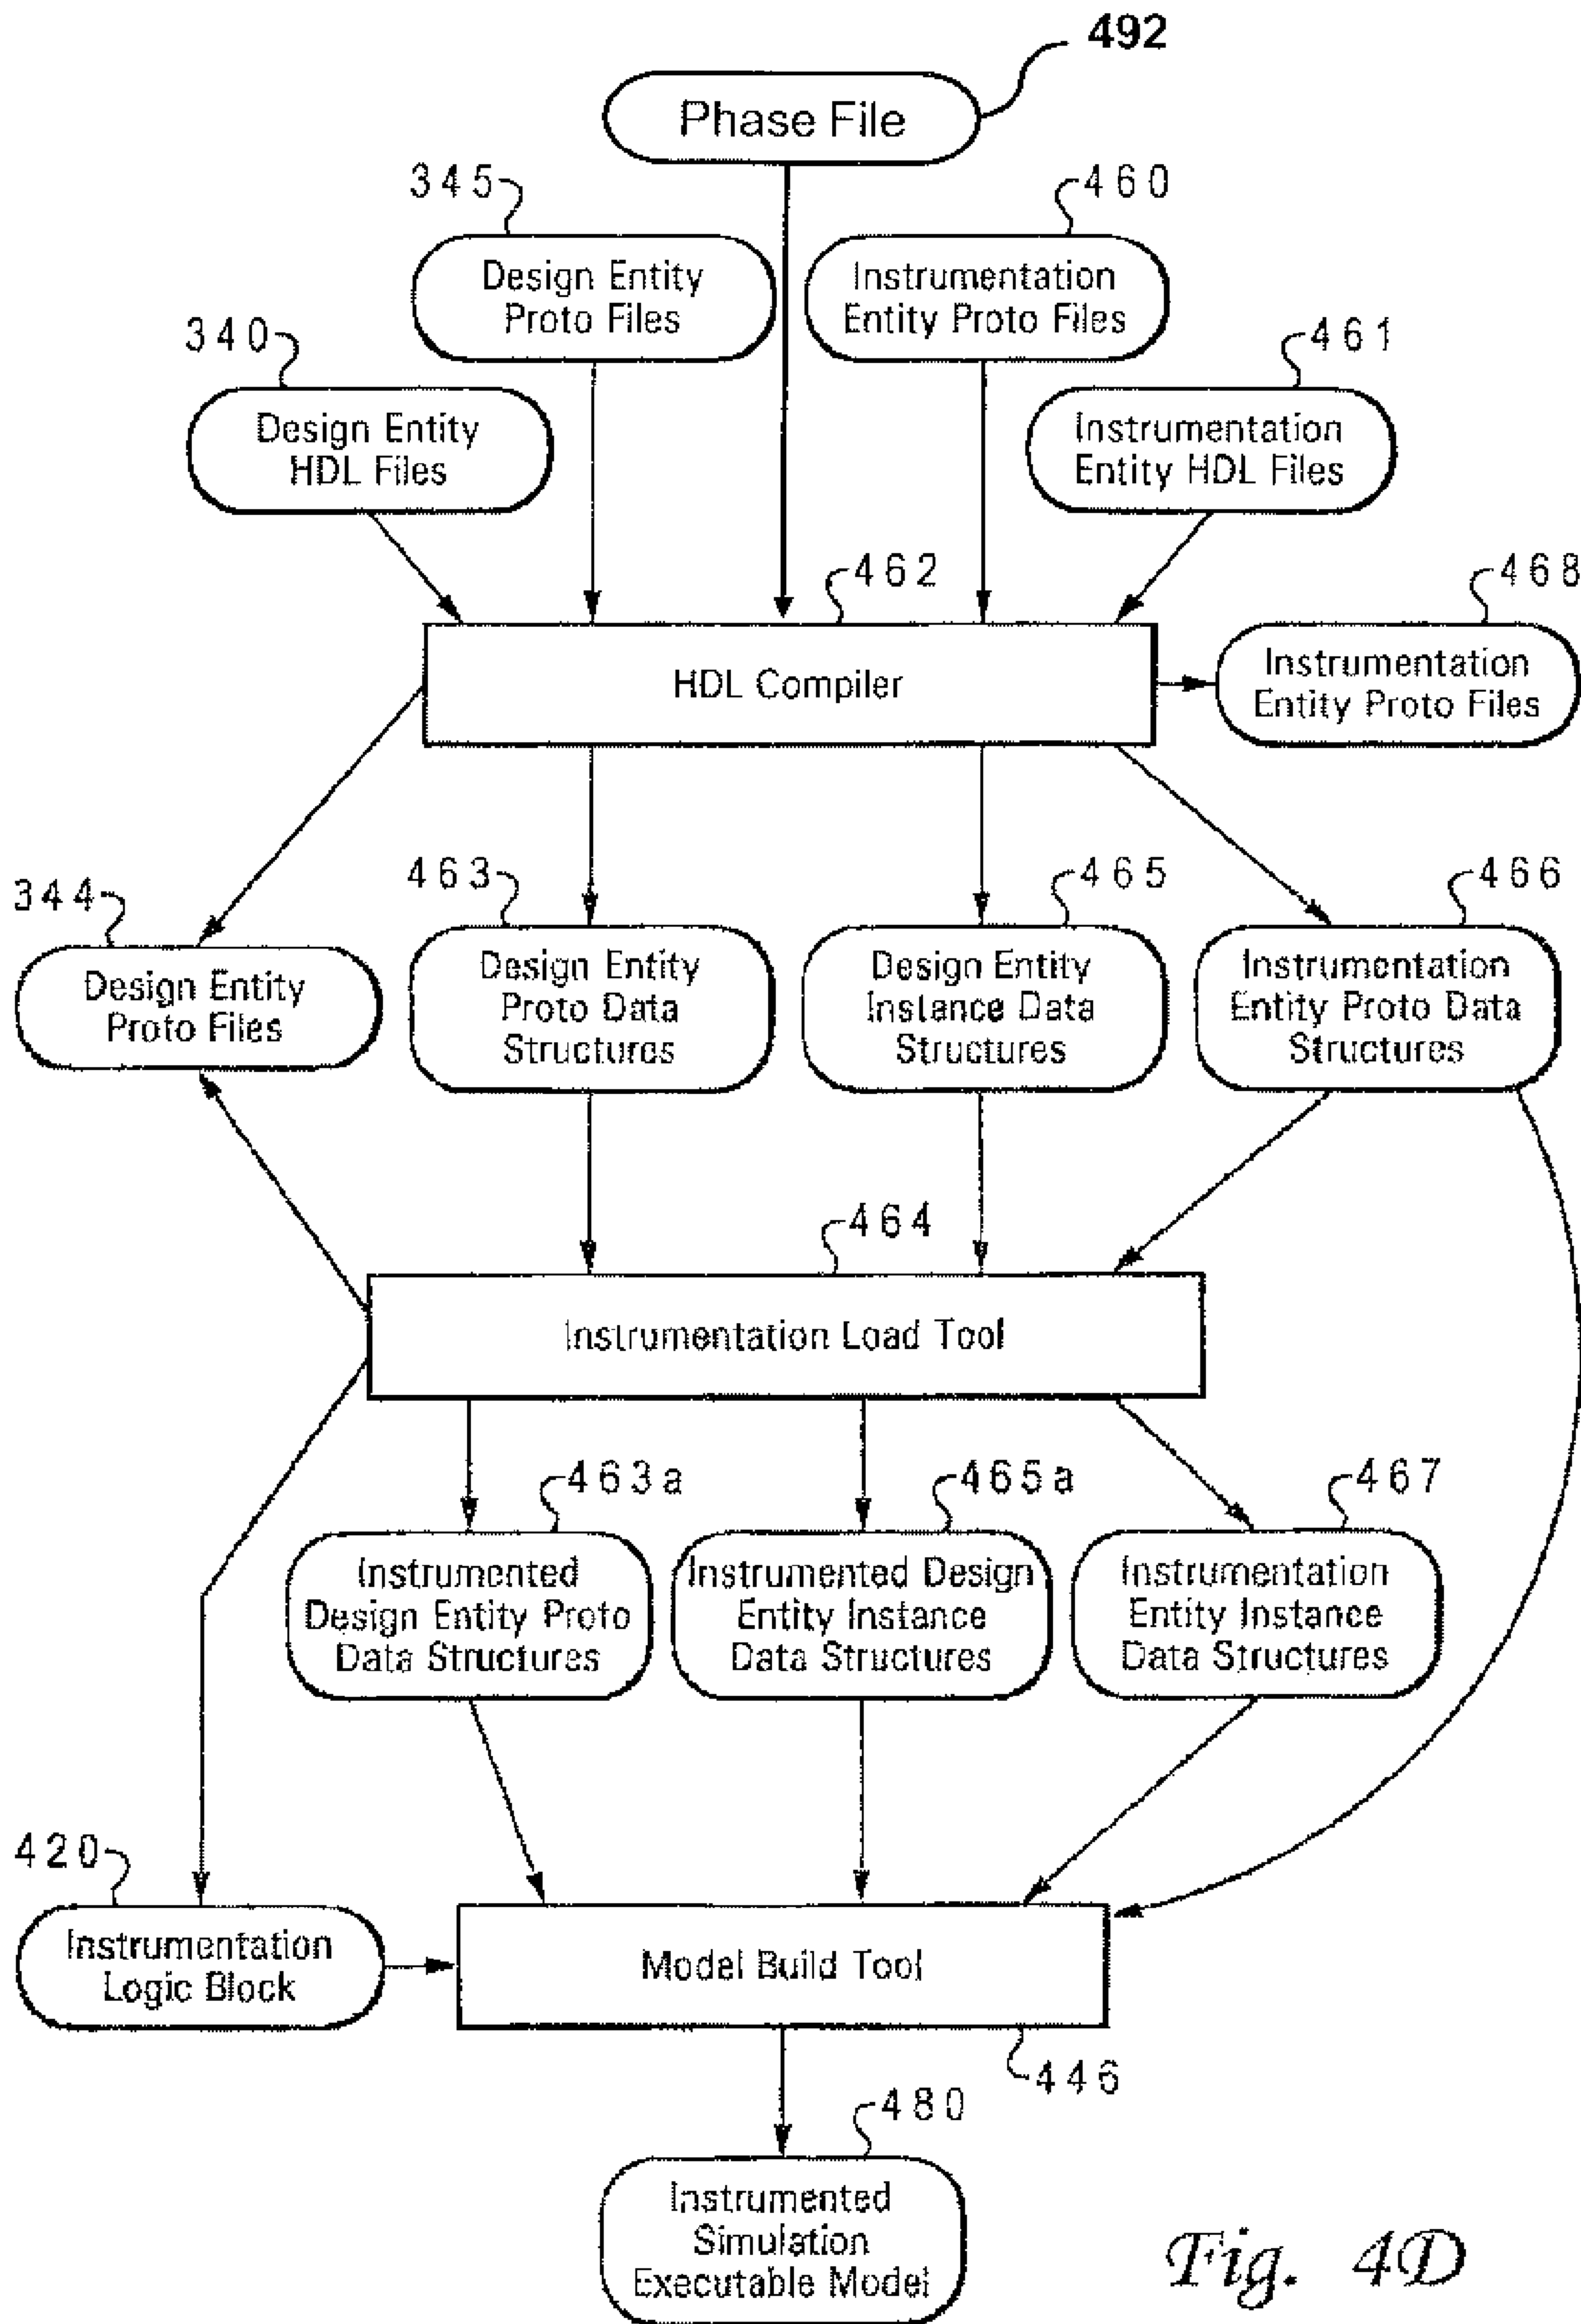 492
Phase File
345
460
Design Entity
Proto Files
Instrumentation
Entity Proto Files
340
461
Design Entity
HDL Files
Instrumentation
Entity HDL Files
462
468
HDL Compiler
Instrumentation
Entity Proto Files
463
465
466
344
Design Entity
Proto Files
Design Entity
Proto Data
Structures
Design Entity
Instance Data
Structures
Instrumentation
Entity Proto Data
Structures
464
Instrumentation Load Tool
463a
465a
467
Instrumented
Design Entity Proto
Data Structures
Instrumented Design
Entity Instance
Data Structures
Instrumentation
Entity Instance
Data Structures
420
Instrumentation
Logic Block
Model Build Tool
446
480
Instrumented
Simulation
Executable Model
Fig. 4D